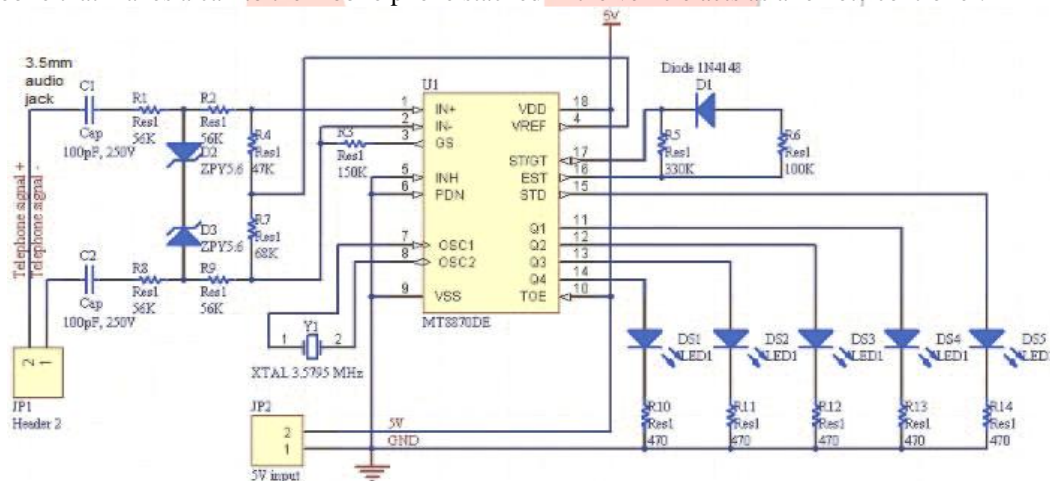 5V
3.5mm
audio
jack
C1
Cap
100pF, 250V
R1
Res1
56K
R2
Res1
56K
D2
ZPY5.6
R4
Res1
47K
R3
Res1
150K
Telephone signal +
Telephone signal -
D3
ZPY5.6
R7
Res1
68K
C2
Cap
100pF, 250V
R8
Res1
56K
R9
Res1
56K
2
1
JP1
Header 2
U1
1 IN+
2 IN-
3 GS
5 INH
6 PDN
7 OSC1
8 OSC2
9 VSS
VDD 18
VREF 4
ST/GT 17
EST 16
STD 15
Q1 11
Q2 12
Q3 13
Q4 14
TOE 10
MT8870DE
1 Y1 2
XTAL 3.5795 MHz
Diode 1N4148
D1
R5
Res1
330K
R6
Res1
100K
DS1
LED1
DS2
LED1
DS3
LED1
DS4
LED1
DS5
LED1
R10
Res1
470
R11
Res1
470
R12
Res1
470
R13
Res1
470
R14
Res1
470
JP2
2
1
5V
GND
5V input